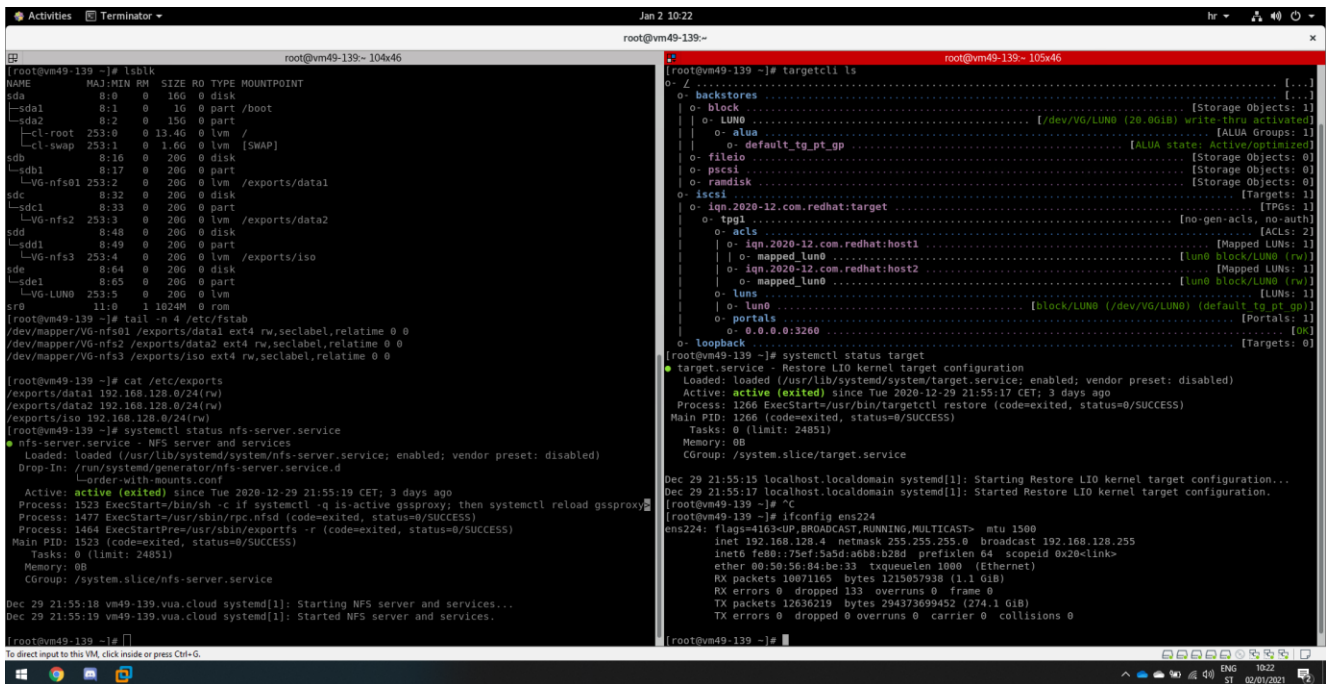 Activities Terminator Jan 2 10:22 hr
root@vm49-139:~ ×
root@vm49-139:~ 104x46
[root@vm49-139 ~]# lsblk
NAME MAJ:MIN RM SIZE RO TYPE MOUNTPOINT
sda 8:0 0 16G 0 disk
├─sda1 8:1 0 1G 0 part /boot
└─sda2 8:2 0 15G 0 part
├─cl-root 253:0 0 13.4G 0 lvm /
└─cl-swap 253:1 0 1.6G 0 lvm [SWAP]
sdb 8:16 0 20G 0 disk
└─sdb1 8:17 0 20G 0 part
└─VG-nfs01 253:2 0 20G 0 lvm /exports/data1
sdc 8:32 0 20G 0 disk
└─sdc1 8:33 0 20G 0 part
└─VG-nfs2 253:3 0 20G 0 lvm /exports/data2
sdd 8:48 0 20G 0 disk
└─sdd1 8:49 0 20G 0 part
└─VG-nfs3 253:4 0 20G 0 lvm /exports/iso
sde 8:64 0 20G 0 disk
└─sde1 8:65 0 20G 0 part
└─VG-LUN0 253:5 0 20G 0 lvm
sr0 11:0 1 1024M 0 rom
[root@vm49-139 ~]# tail -n 4 /etc/fstab
/dev/mapper/VG-nfs01 /exports/data1 ext4 rw,seclabel,relatime 0 0
/dev/mapper/VG-nfs2 /exports/data2 ext4 rw,seclabel,relatime 0 0
/dev/mapper/VG-nfs3 /exports/iso ext4 rw,seclabel,relatime 0 0
[root@vm49-139 ~]# cat /etc/exports
/exports/data1 192.168.128.0/24(rw)
/exports/data2 192.168.128.0/24(rw)
/exports/iso 192.168.128.0/24(rw)
[root@vm49-139 ~]# systemctl status nfs-server.service
● nfs-server.service - NFS server and services
Loaded: loaded (/usr/lib/systemd/system/nfs-server.service; enabled; vendor preset: disabled)
Drop-In: /run/systemd/generator/nfs-server.service.d
└─order-with-mounts.conf
Active: active (exited) since Tue 2020-12-29 21:55:19 CET; 3 days ago
Process: 1523 ExecStart=/bin/sh -c if systemctl -q is-active gssproxy; then systemctl reload gssproxy>
Process: 1477 ExecStart=/usr/sbin/rpc.nfsd (code=exited, status=0/SUCCESS)
Process: 1464 ExecStartPre=/usr/sbin/exportfs -r (code=exited, status=0/SUCCESS)
Main PID: 1523 (code=exited, status=0/SUCCESS)
Tasks: 0 (limit: 24851)
Memory: 0B
CGroup: /system.slice/nfs-server.service
Dec 29 21:55:18 vm49-139.vua.cloud systemd[1]: Starting NFS server and services...
Dec 29 21:55:19 vm49-139.vua.cloud systemd[1]: Started NFS server and services.
[root@vm49-139 ~]#
root@vm49-139:~ 105x46
[root@vm49-139 ~]# targetcli ls
o- / ..... [...]
o- backstores ..... [...]
| o- block ..... [Storage Objects: 1]
| | o- LUN0 ..... [/dev/VG/LUN0 (20.0GiB) write-thru activated]
| | o- alua ..... [ALUA Groups: 1]
| | o- default_tg_pt_gp ..... [ALUA state: Active/optimized]
| o- fileio ..... [Storage Objects: 0]
| o- pscsi ..... [Storage Objects: 0]
| o- ramdisk ..... [Storage Objects: 0]
o- iscsi ..... [Targets: 1]
| o- iqn.2020-12.com.redhat:target ..... [TPGs: 1]
| o- tpg1 ..... [no-gen-acls, no-auth]
| o- acls ..... [ACLs: 2]
| | o- iqn.2020-12.com.redhat:host1 ..... [Mapped LUNs: 1]
| | | o- mapped_lun0 ..... [lun0 block/LUN0 (rw)]
| | o- iqn.2020-12.com.redhat:host2 ..... [Mapped LUNs: 1]
| | o- mapped_lun0 ..... [lun0 block/LUN0 (rw)]
| o- luns ..... [LUNs: 1]
| | o- lun0 ..... [block/LUN0 (/dev/VG/LUN0) (default_tg_pt_gp)]
| o- portals ..... [Portals: 1]
| o- 0.0.0.0:3260 ..... [OK]
o- loopback ..... [Targets: 0]
[root@vm49-139 ~]# systemctl status target
● target.service - Restore LIO kernel target configuration
Loaded: loaded (/usr/lib/systemd/system/target.service; enabled; vendor preset: disabled)
Active: active (exited) since Tue 2020-12-29 21:55:17 CET; 3 days ago
Process: 1266 ExecStart=/usr/bin/targetctl restore (code=exited, status=0/SUCCESS)
Main PID: 1266 (code=exited, status=0/SUCCESS)
Tasks: 0 (limit: 24851)
Memory: 0B
CGroup: /system.slice/target.service
Dec 29 21:55:15 localhost.localdomain systemd[1]: Starting Restore LIO kernel target configuration...
Dec 29 21:55:17 localhost.localdomain systemd[1]: Started Restore LIO kernel target configuration.
[root@vm49-139 ~]# ^C
[root@vm49-139 ~]# ifconfig ens224
ens224: flags=4163<UP,BROADCAST,RUNNING,MULTICAST> mtu 1500
inet 192.168.128.4 netmask 255.255.255.0 broadcast 192.168.128.255
inet6 fe80::75ef:5a5d:a6b8:b28d prefixlen 64 scopeid 0x20<link>
ether 00:50:56:84:be:33 txqueuelen 1000 (Ethernet)
RX packets 10071165 bytes 1215057938 (1.1 GiB)
RX errors 0 dropped 133 overruns 0 frame 0
TX packets 12636219 bytes 294373699452 (274.1 GiB)
TX errors 0 dropped 0 overruns 0 carrier 0 collisions 0
[root@vm49-139 ~]#
To direct input to this VM, click inside or press Ctrl+G.
ENG 10:22
ST 02/01/2021